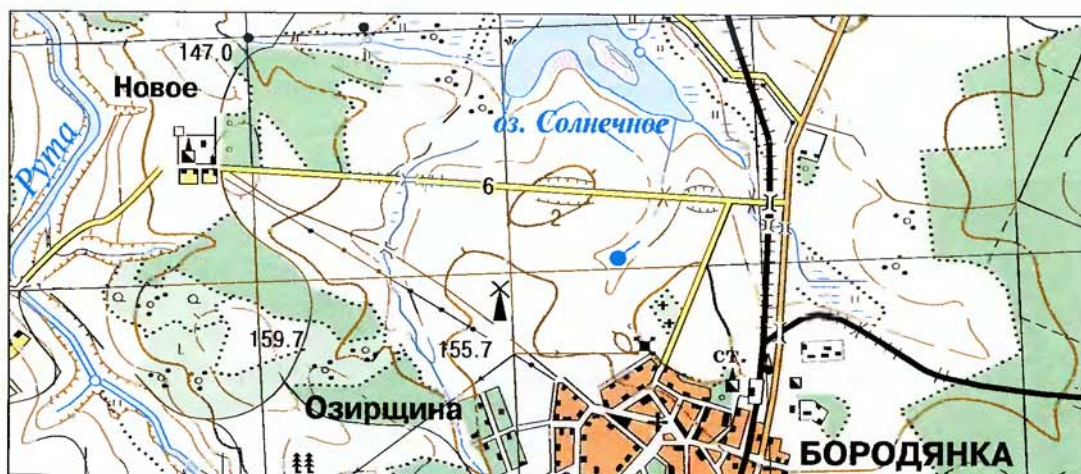 147.0
Новое
оз. Солнечное
Рута
6
2
159.7
155.7
ст.
Озирщина
БОРОДЯНКА